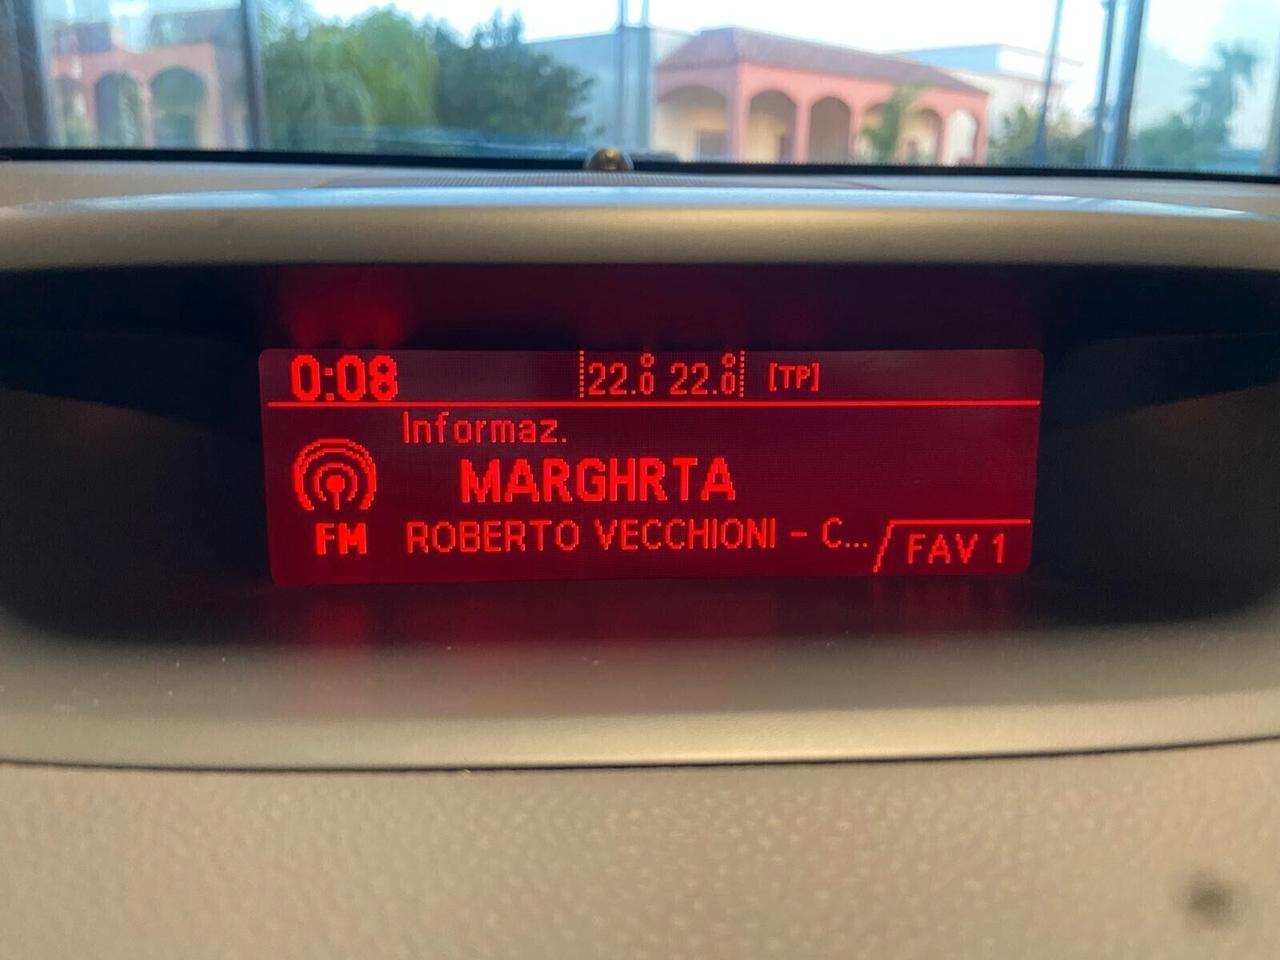 0:08 22.0° 22.0° [TP]
Informaz.
MARGHRTA
FM ROBERTO VECCHIONI - C... FAV 1